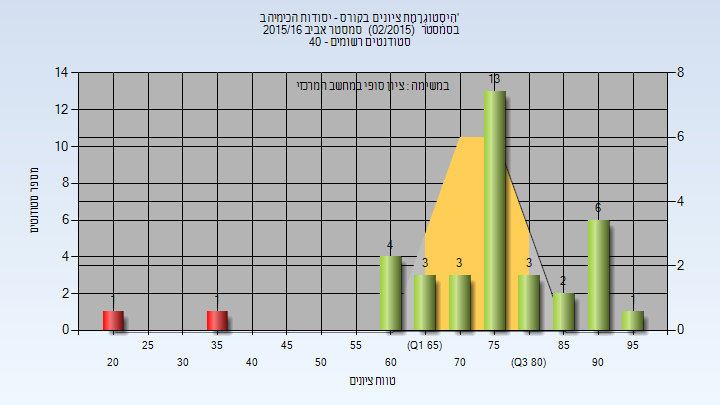 היסטוגרמת ציונים בקורס - יסודות הכימיה ב'
בסמסטר (02/2015) סמסטר אביב 2015/16
סטודנטים רשומים - 40
במשימה : ציון סופי במחשב המרכזי
מספר סטודנטים
14
12
10
8
6
4
2
0
8
6
4
2
0
1
1
4
3
3
13
3
2
6
1
25 35 45 55 (Q1 65) 75 85 95
20 30 40 50 60 70 (Q3 80) 90
טווח ציונים